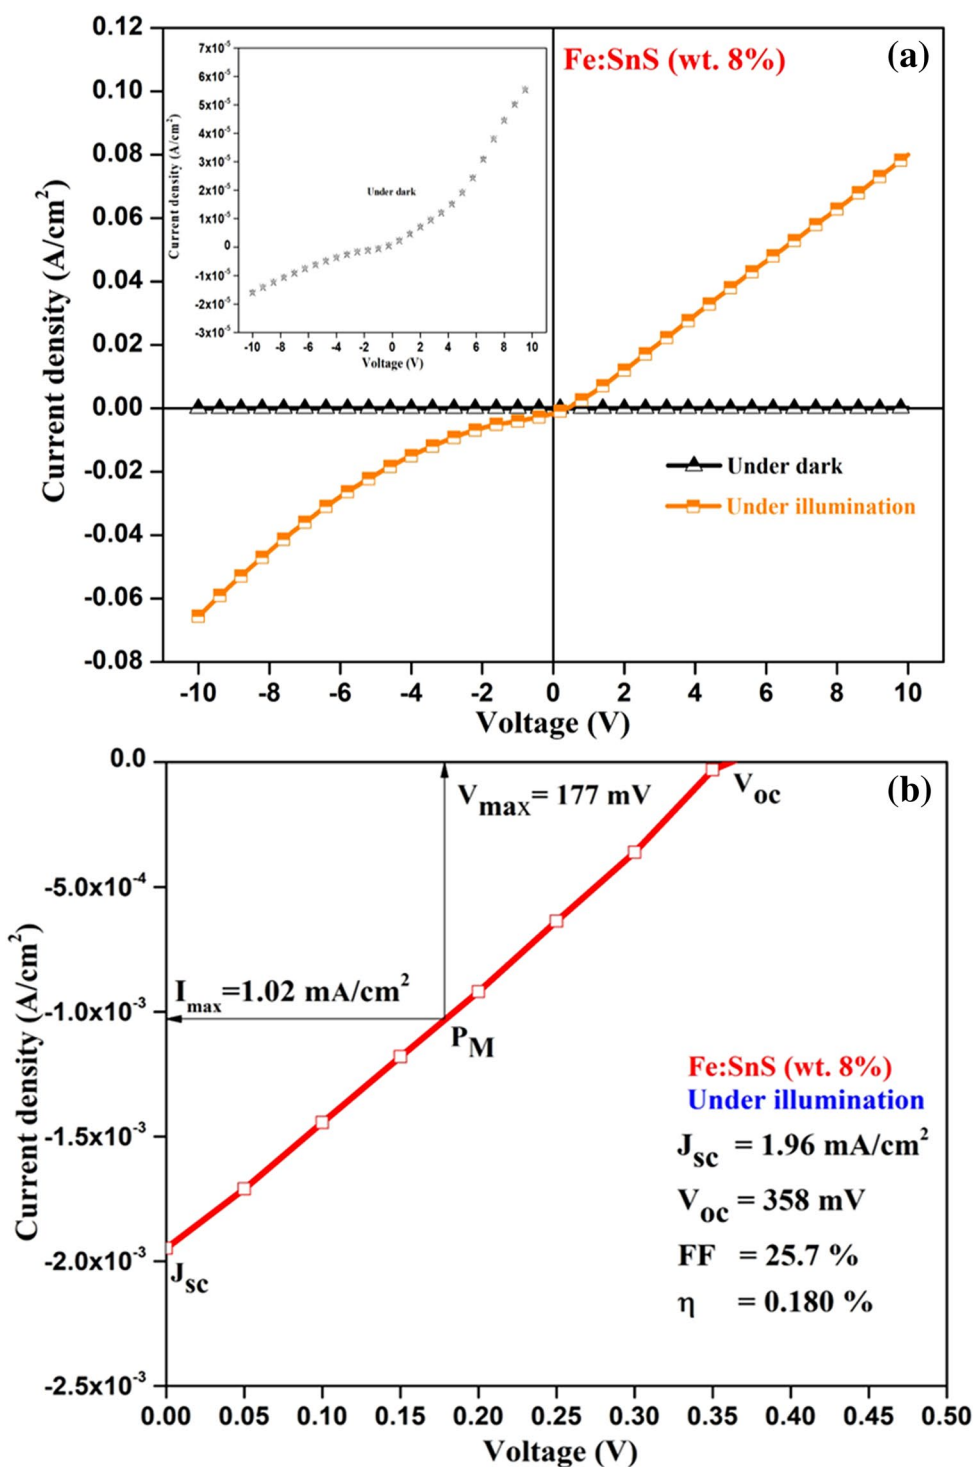 Fe:SnS (wt. 8%)
(a)
0.12
0.10
0.08
0.06
0.04
0.02
0.00
-0.02
-0.04
-0.06
-0.08
Current density (A/cm²)
-10 -8 -6 -4 -2 0 2 4 6 8 10
Voltage (V)
7x10⁻⁵
6x10⁻⁵
5x10⁻⁵
4x10⁻⁵
3x10⁻⁵
2x10⁻⁵
1x10⁻⁵
0
-1x10⁻⁵
-2x10⁻⁵
-3x10⁻⁵
Current density (A/cm²)
Under dark
-10 -8 -6 -4 -2 0 2 4 6 8 10
Voltage (V)
Under dark
Under illumination
(b)
0.0
-5.0x10⁻⁴
-1.0x10⁻³
-1.5x10⁻³
-2.0x10⁻³
-2.5x10⁻³
Current density (A/cm²)
Vmax= 177 mV
Voc
Imax=1.02 mA/cm²
PM
Jsc
Fe:SnS (wt. 8%)
Under illumination
Jsc = 1.96 mA/cm²
Voc = 358 mV
FF = 25.7 %
η = 0.180 %
0.00 0.05 0.10 0.15 0.20 0.25 0.30 0.35 0.40 0.45 0.50
Voltage (V)